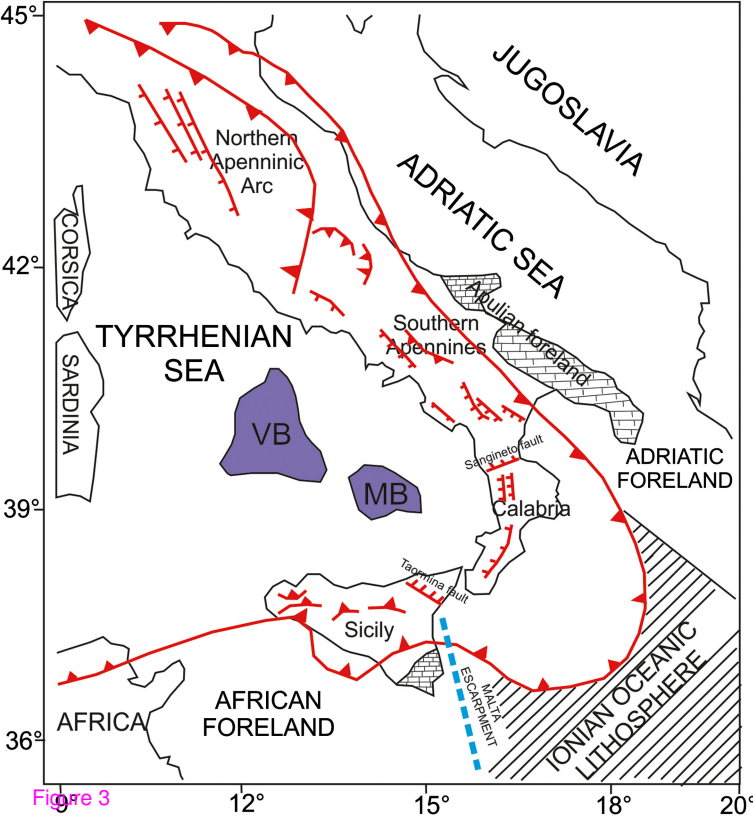 45°
JUGOSLAVIA
Northern
Apenninic
Arc
ADRIATIC SEA
CORSICA
42°
Apulian foreland
Southern
Apennines
TYRRHENIAN
SEA
SARDINIA
VB
MB
Sangineto fault
ADRIATIC
FORELAND
39°
Calabria
Taormina fault
Sicily
IONIAN OCEANIC
LITHOSPHERE
MALTA
ESCARPMENT
AFRICAN
FORELAND
AFRICA
36°
9°
12°
15°
18°
20°
Figure 3